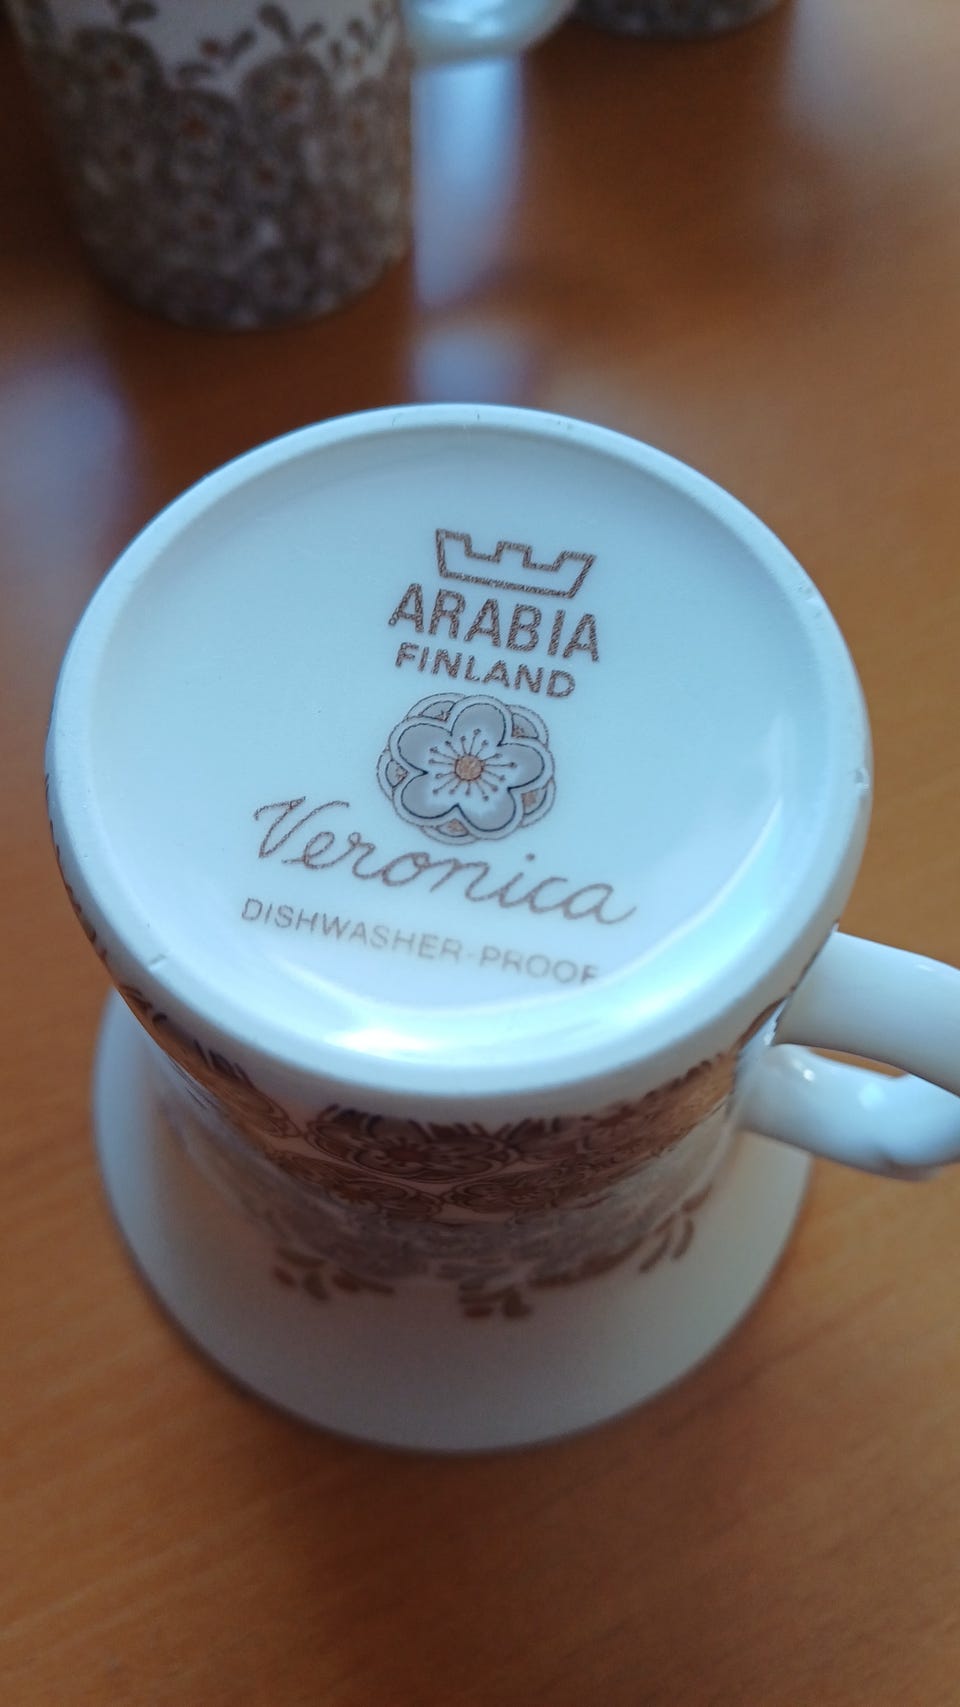 ARABIA
FINLAND
Veronica
DISHWASHER-PROOF